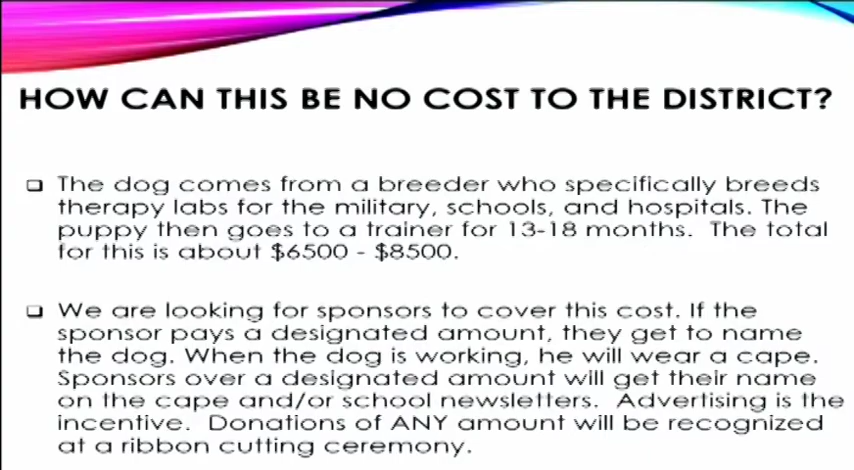 HOW CAN THIS BE NO COST TO THE DISTRICT?
The dog comes from a breeder who specifically breeds
therapy labs for the military, schools, and hospitals. The
puppy then goes to a trainer for 13-18 months. The total
for this is about $6500 - $8500.
We are looking for sponsors to cover this cost. If the
sponsor pays a designated amount, they get to name
the dog. When the dog is working, he will wear a cape.
Sponsors over a designated amount will get their name
on the cape and/or school newsletters. Advertising is the
incentive. Donations of ANY amount will be recognized
at a ribbon cutting ceremony.